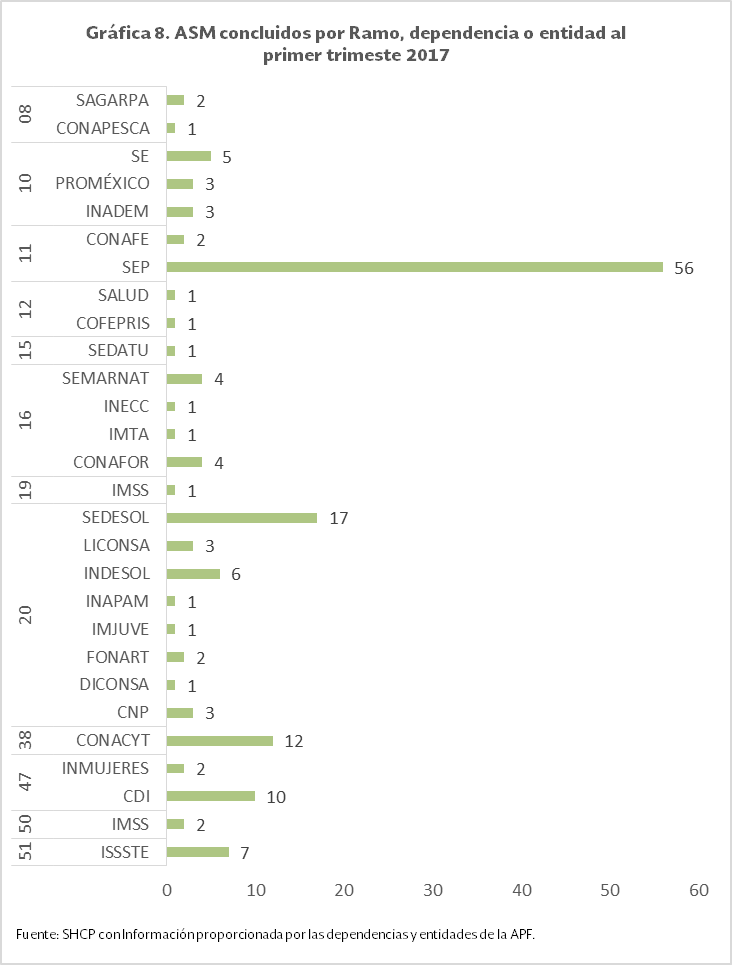 Gráfica 8. ASM concluidos por Ramo, dependencia o entidad al
primer trimestre 2017
08
SAGARPA 2
CONAPESCA 1
10
SE 5
PROMÉXICO 3
INADEM 3
11
CONAFE 2
SEP 56
12
SALUD 1
COFEPRIS 1
15
SEDATU 1
16
SEMARNAT 4
INECC 1
IMTA 1
CONAFOR 4
19
IMSS 1
20
SEDESOL 17
LICONSA 3
INDESOL 6
INAPAM 1
IMJUVE 1
FONART 2
DICONSA 1
CNP 3
38
CONACYT 12
47
INMUJERES 2
CDI 10
50
IMSS 2
51
ISSSTE 7
0 10 20 30 40 50 60
Fuente: SHCP con Información proporcionada por las dependencias y entidades de la APF.